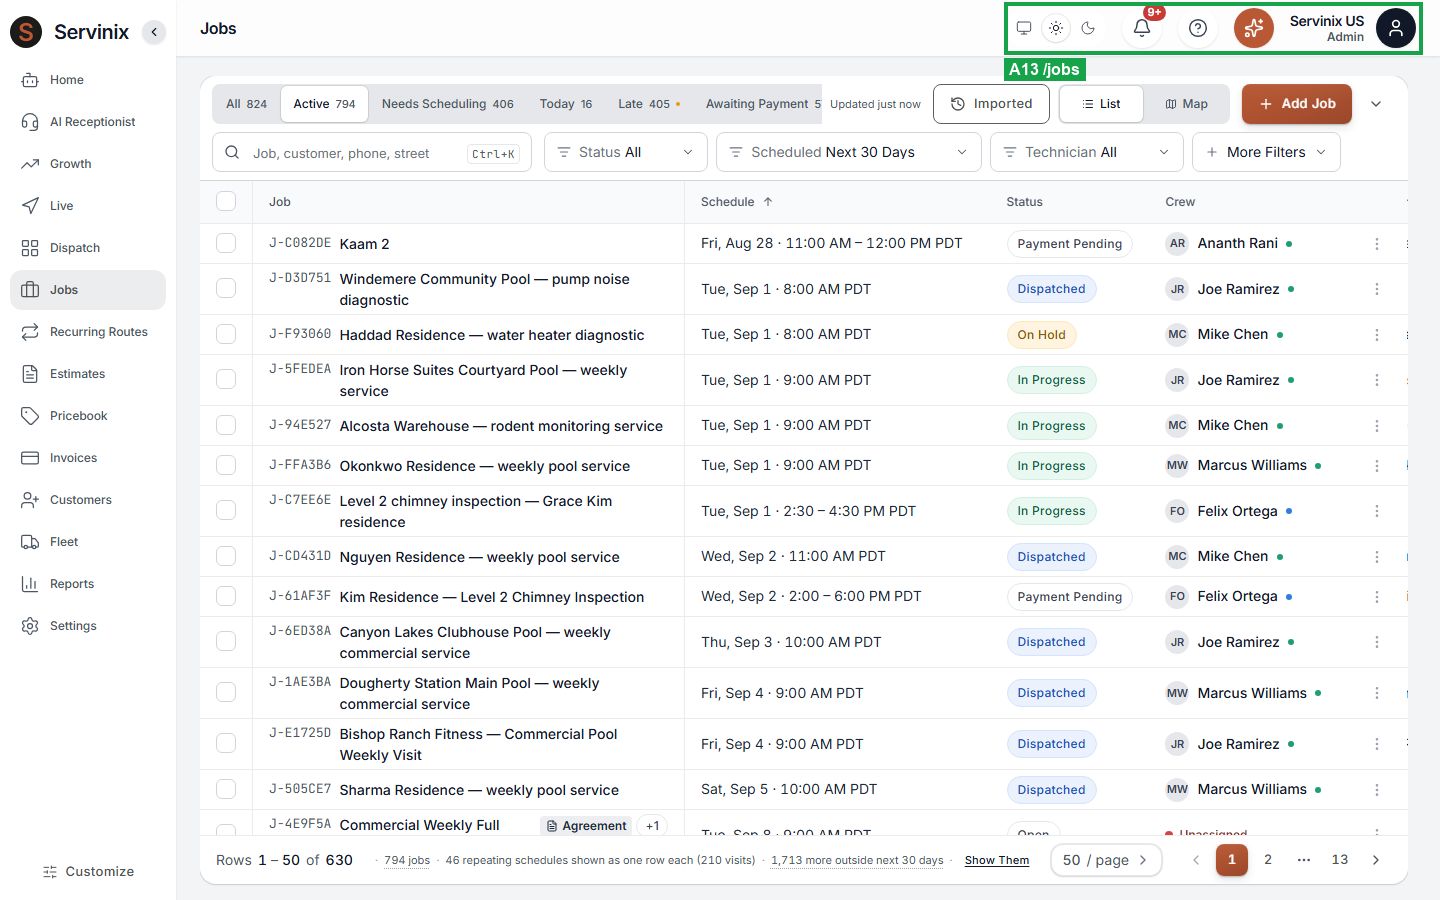 Servinix
Jobs
9+
Servinix US
Admin
A13 /jobs
Home
AI Receptionist
Growth
Live
Dispatch
Jobs
Recurring Routes
Estimates
Pricebook
Invoices
Customers
Fleet
Reports
Settings
Customize
All 824
Active 794
Needs Scheduling 406
Today 16
Late 405
Awaiting Payment
Updated just now
Imported
List
Map
+ Add Job
Job, customer, phone, street
Ctrl+K
Status All
Scheduled Next 30 Days
Technician All
+ More Filters
Job
Schedule ↑
Status
Crew
J-C082DE Kaam 2
Fri, Aug 28 · 11:00 AM – 12:00 PM PDT
Payment Pending
AR Ananth Rani
J-D3D751 Windemere Community Pool — pump noise
diagnostic
Tue, Sep 1 · 8:00 AM PDT
Dispatched
JR Joe Ramirez
J-F93060 Haddad Residence — water heater diagnostic
Tue, Sep 1 · 8:00 AM PDT
On Hold
MC Mike Chen
J-5FEDEA Iron Horse Suites Courtyard Pool — weekly
service
Tue, Sep 1 · 9:00 AM PDT
In Progress
JR Joe Ramirez
J-94E527 Alcosta Warehouse — rodent monitoring service
Tue, Sep 1 · 9:00 AM PDT
In Progress
MC Mike Chen
J-FFA3B6 Okonkwo Residence — weekly pool service
Tue, Sep 1 · 9:00 AM PDT
In Progress
MW Marcus Williams
J-C7EE6E Level 2 chimney inspection — Grace Kim
residence
Tue, Sep 1 · 2:30 – 4:30 PM PDT
In Progress
FO Felix Ortega
J-CD431D Nguyen Residence — weekly pool service
Wed, Sep 2 · 11:00 AM PDT
Dispatched
MC Mike Chen
J-61AF3F Kim Residence — Level 2 Chimney Inspection
Wed, Sep 2 · 2:00 – 6:00 PM PDT
Payment Pending
FO Felix Ortega
J-6ED38A Canyon Lakes Clubhouse Pool — weekly
commercial service
Thu, Sep 3 · 10:00 AM PDT
Dispatched
JR Joe Ramirez
J-1AE3BA Dougherty Station Main Pool — weekly
commercial service
Fri, Sep 4 · 9:00 AM PDT
Dispatched
MW Marcus Williams
J-E1725D Bishop Ranch Fitness — Commercial Pool
Weekly Visit
Fri, Sep 4 · 9:00 AM PDT
Dispatched
JR Joe Ramirez
J-505CE7 Sharma Residence — weekly pool service
Sat, Sep 5 · 10:00 AM PDT
Dispatched
MW Marcus Williams
J-4E9F5A Commercial Weekly Full
Agreement
+1
Tue, Sep 8 · 9:00 AM PDT
Open
Unassigned
Rows 1 – 50 of 630
· 794 jobs · 46 repeating schedules shown as one row each (210 visits) · 1,713 more outside next 30 days ·
Show Them
50 / page
1
2
···
13